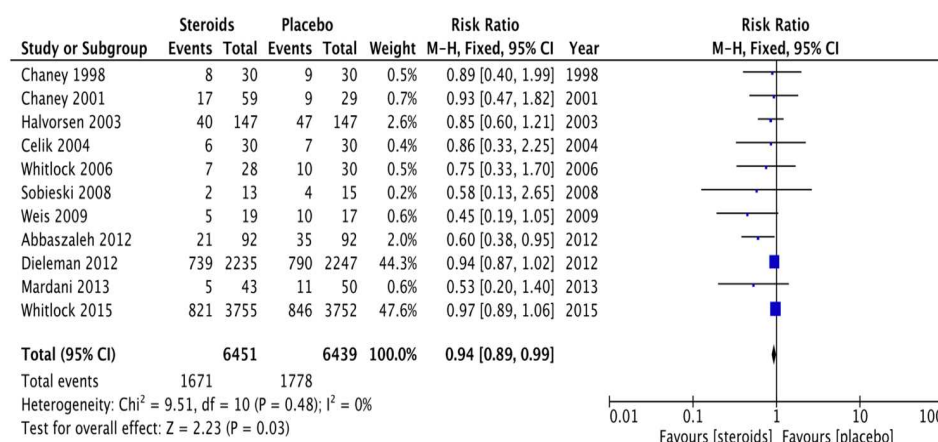 Steroids Placebo Risk Ratio Risk Ratio
Study or Subgroup Events Total Events Total Weight M-H, Fixed, 95% CI Year M-H, Fixed, 95% CI
Chaney 1998 8 30 9 30 0.5% 0.89 [0.40, 1.99] 1998
Chaney 2001 17 59 9 29 0.7% 0.93 [0.47, 1.82] 2001
Halvorsen 2003 40 147 47 147 2.6% 0.85 [0.60, 1.21] 2003
Celik 2004 6 30 7 30 0.4% 0.86 [0.33, 2.25] 2004
Whitlock 2006 7 28 10 30 0.5% 0.75 [0.33, 1.70] 2006
Sobieski 2008 2 13 4 15 0.2% 0.58 [0.13, 2.65] 2008
Weis 2009 5 19 10 17 0.6% 0.45 [0.19, 1.05] 2009
Abbaszaleh 2012 21 92 35 92 2.0% 0.60 [0.38, 0.95] 2012
Dieleman 2012 739 2235 790 2247 44.3% 0.94 [0.87, 1.02] 2012
Mardani 2013 5 43 11 50 0.6% 0.53 [0.20, 1.40] 2013
Whitlock 2015 821 3755 846 3752 47.6% 0.97 [0.89, 1.06] 2015
Total (95% CI) 6451 6439 100.0% 0.94 [0.89, 0.99]
Total events 1671 1778
Heterogeneity: Chi² = 9.51, df = 10 (P = 0.48); I² = 0%
Test for overall effect: Z = 2.23 (P = 0.03)
0.01 0.1 1 10 100
Favours [steroids] Favours [placebo]